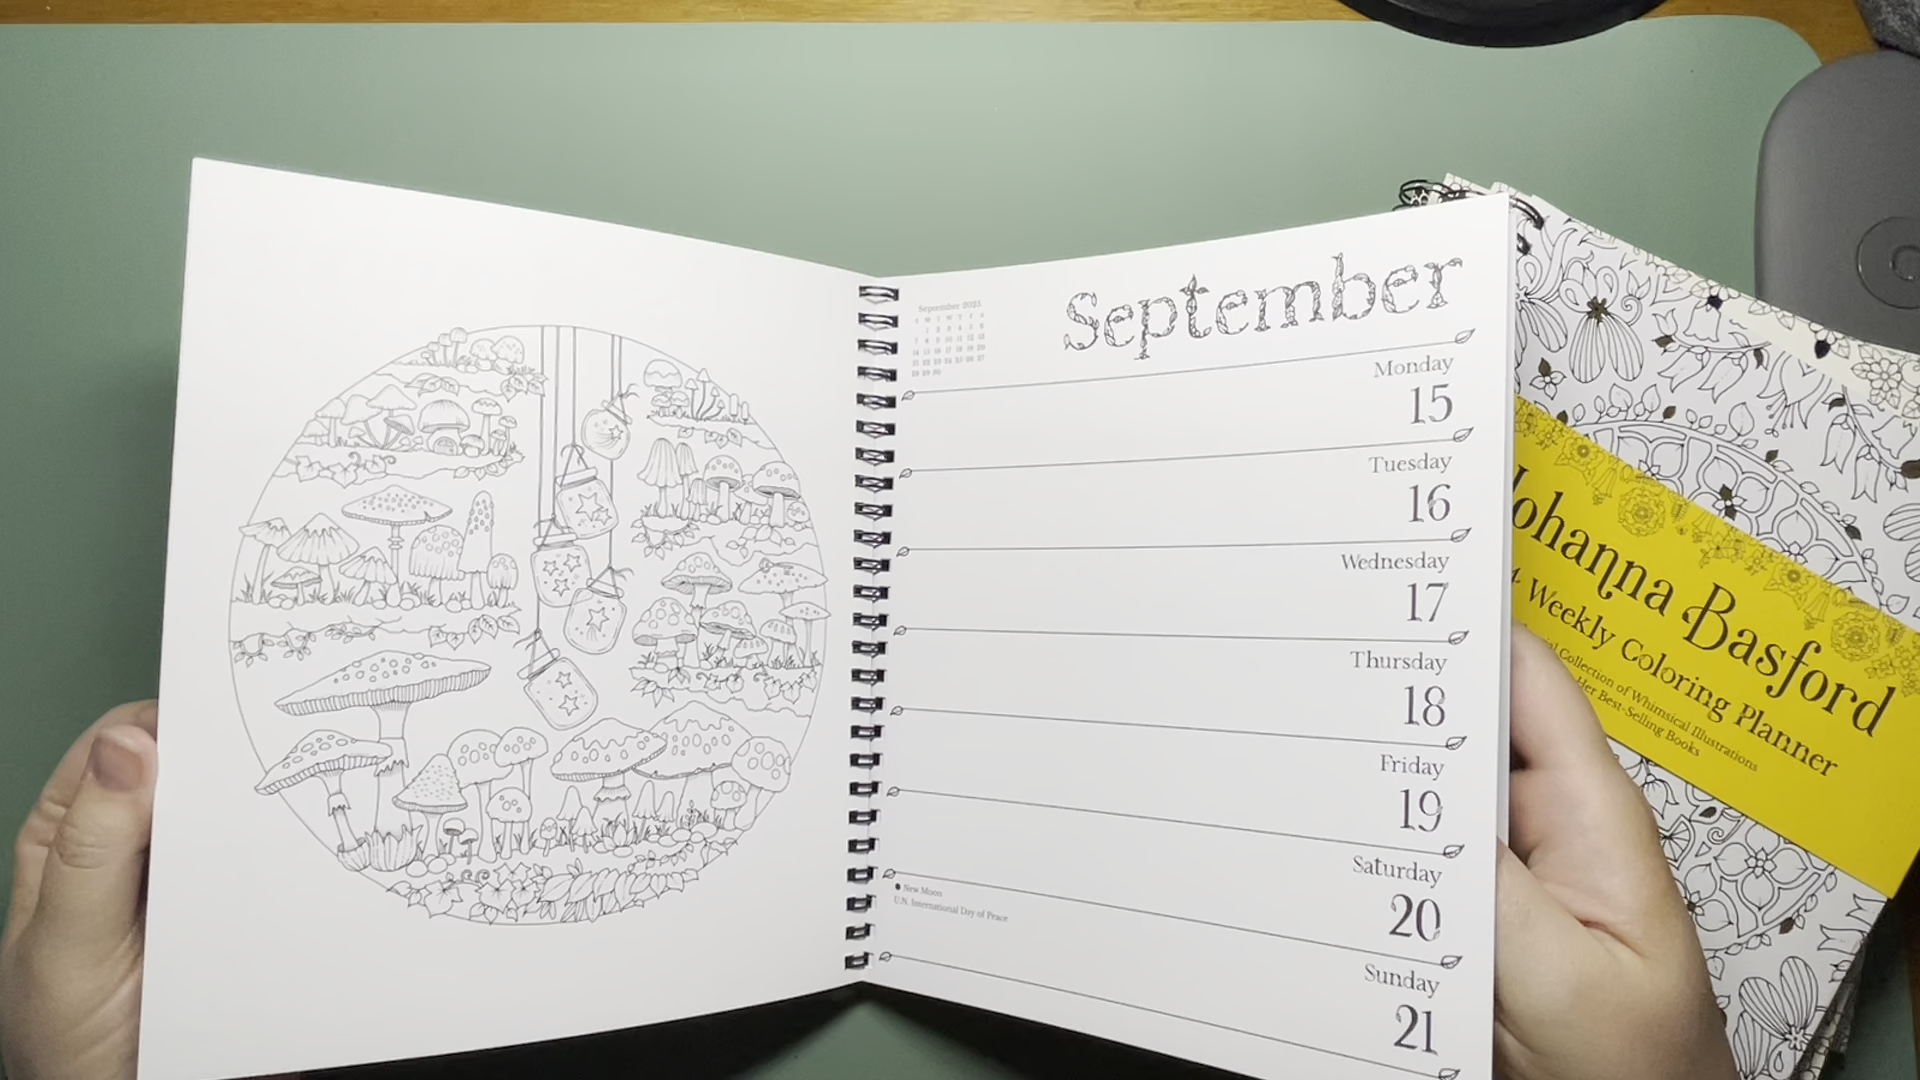 September 2025
September
Monday
15
Tuesday
16
Wednesday
17
Thursday
18
Friday
19
Saturday
20
● New Moon
U.N. International Day of Peace
Sunday
21
Johanna Basford
Weekly Coloring Planner
Collection of Whimsical Illustrations
Her Best-Selling Books